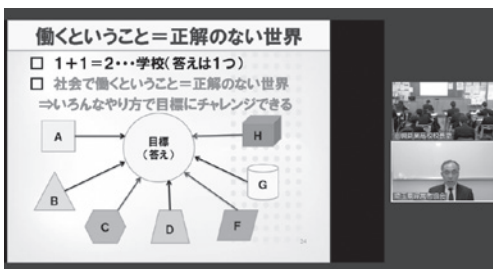 働くということ＝正解のない世界
□ 1＋1＝2・・・学校(答えは1つ)
□ 社会で働くということ＝正解のない世界
⇒いろんなやり方で目標にチャレンジできる
A
目標
(答え)
H
B
G
C
D
F
24